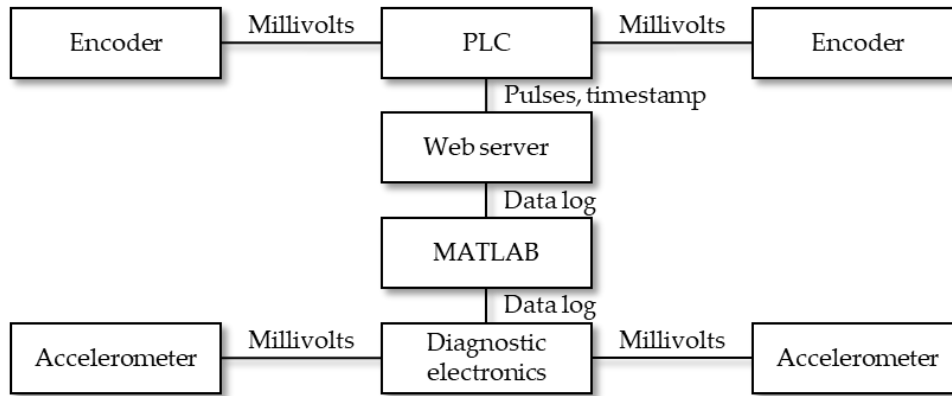 Encoder
Millivolts
PLC
Millivolts
Encoder
Pulses, timestamp
Web server
Data log
MATLAB
Data log
Accelerometer
Millivolts
Diagnostic
electronics
Millivolts
Accelerometer